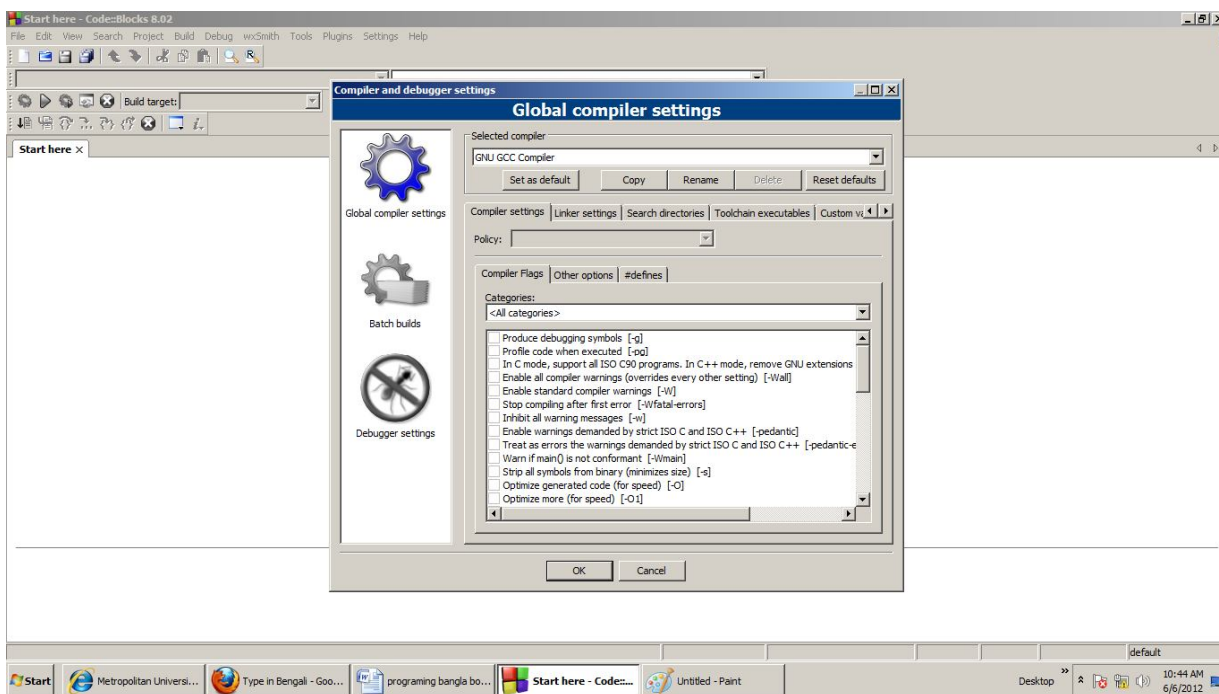 Start here - Code::Blocks 8.02
File Edit View Search Project Build Debug wxSmith Tools Plugins Settings Help
Build target:
Start here
Compiler and debugger settings
Global compiler settings
Global compiler settings
Batch builds
Debugger settings
Selected compiler
GNU GCC Compiler
Set as default Copy Rename Delete Reset defaults
Compiler settings Linker settings Search directories Toolchain executables Custom va
Policy:
Compiler Flags Other options #defines
Categories:
<All categories>
Produce debugging symbols [-g]
Profile code when executed [-pg]
In C mode, support all ISO C90 programs. In C++ mode, remove GNU extensions
Enable all compiler warnings (overrides every other setting) [-Wall]
Enable standard compiler warnings [-W]
Stop compiling after first error [-Wfatal-errors]
Inhibit all warning messages [-w]
Enable warnings demanded by strict ISO C and ISO C++ [-pedantic]
Treat as errors the warnings demanded by strict ISO C and ISO C++ [-pedantic-e
Warn if main() is not conformant [-Wmain]
Strip all symbols from binary (minimizes size) [-s]
Optimize generated code (for speed) [-O]
Optimize more (for speed) [-O1]
OK Cancel
default
Start Metropolitan Universi... Type in Bengali - Goo... programing bangla bo... Start here - Code::... Untitled - Paint Desktop 10:44 AM
6/6/2012